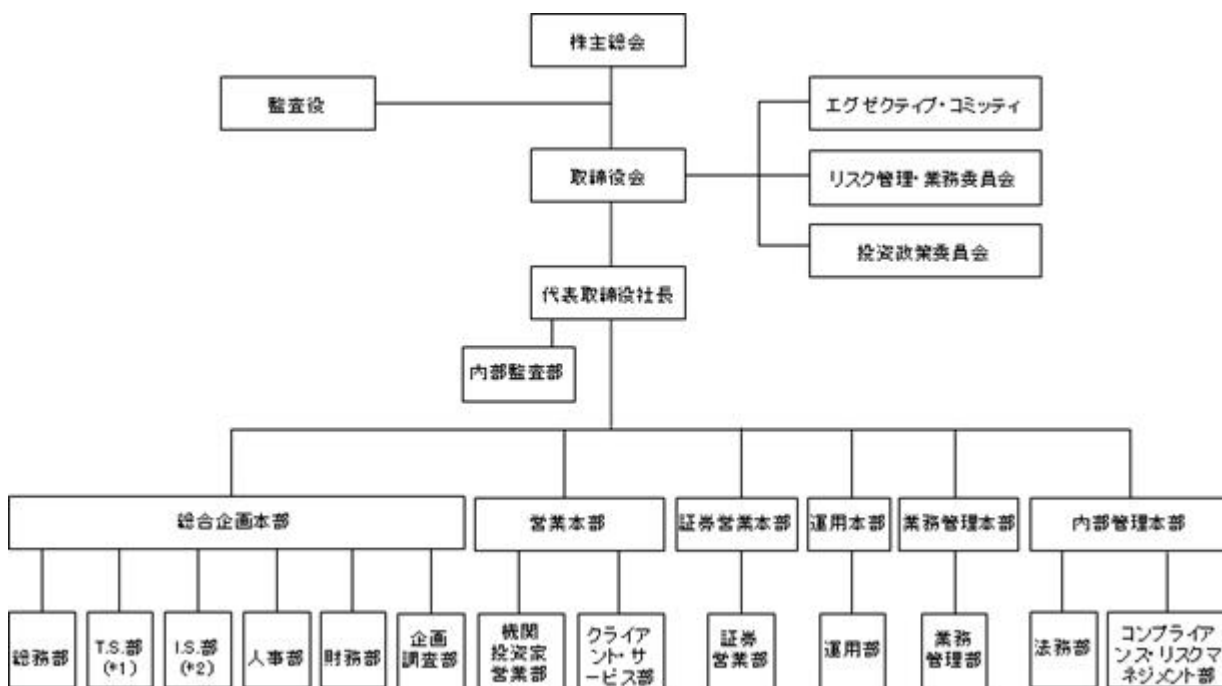 株主総会
監査役
エグゼクティブ・コミッティ
取締役会
リスク管理・業務委員会
投資政策委員会
代表取締役社長
内部監査部
総合企画本部
営業本部
証券営業本部
運用本部
業務管理本部
内部管理本部
総務部
T.S.部
(*1)
I.S.部
(*2)
人事部
財務部
企画
調査部
機関
投資家
営業部
クライア
ント・サ
ービス部
証券
営業部
運用部
業務
管理部
法務部
コンプライア
ンス・リスクマ
ネジメント部